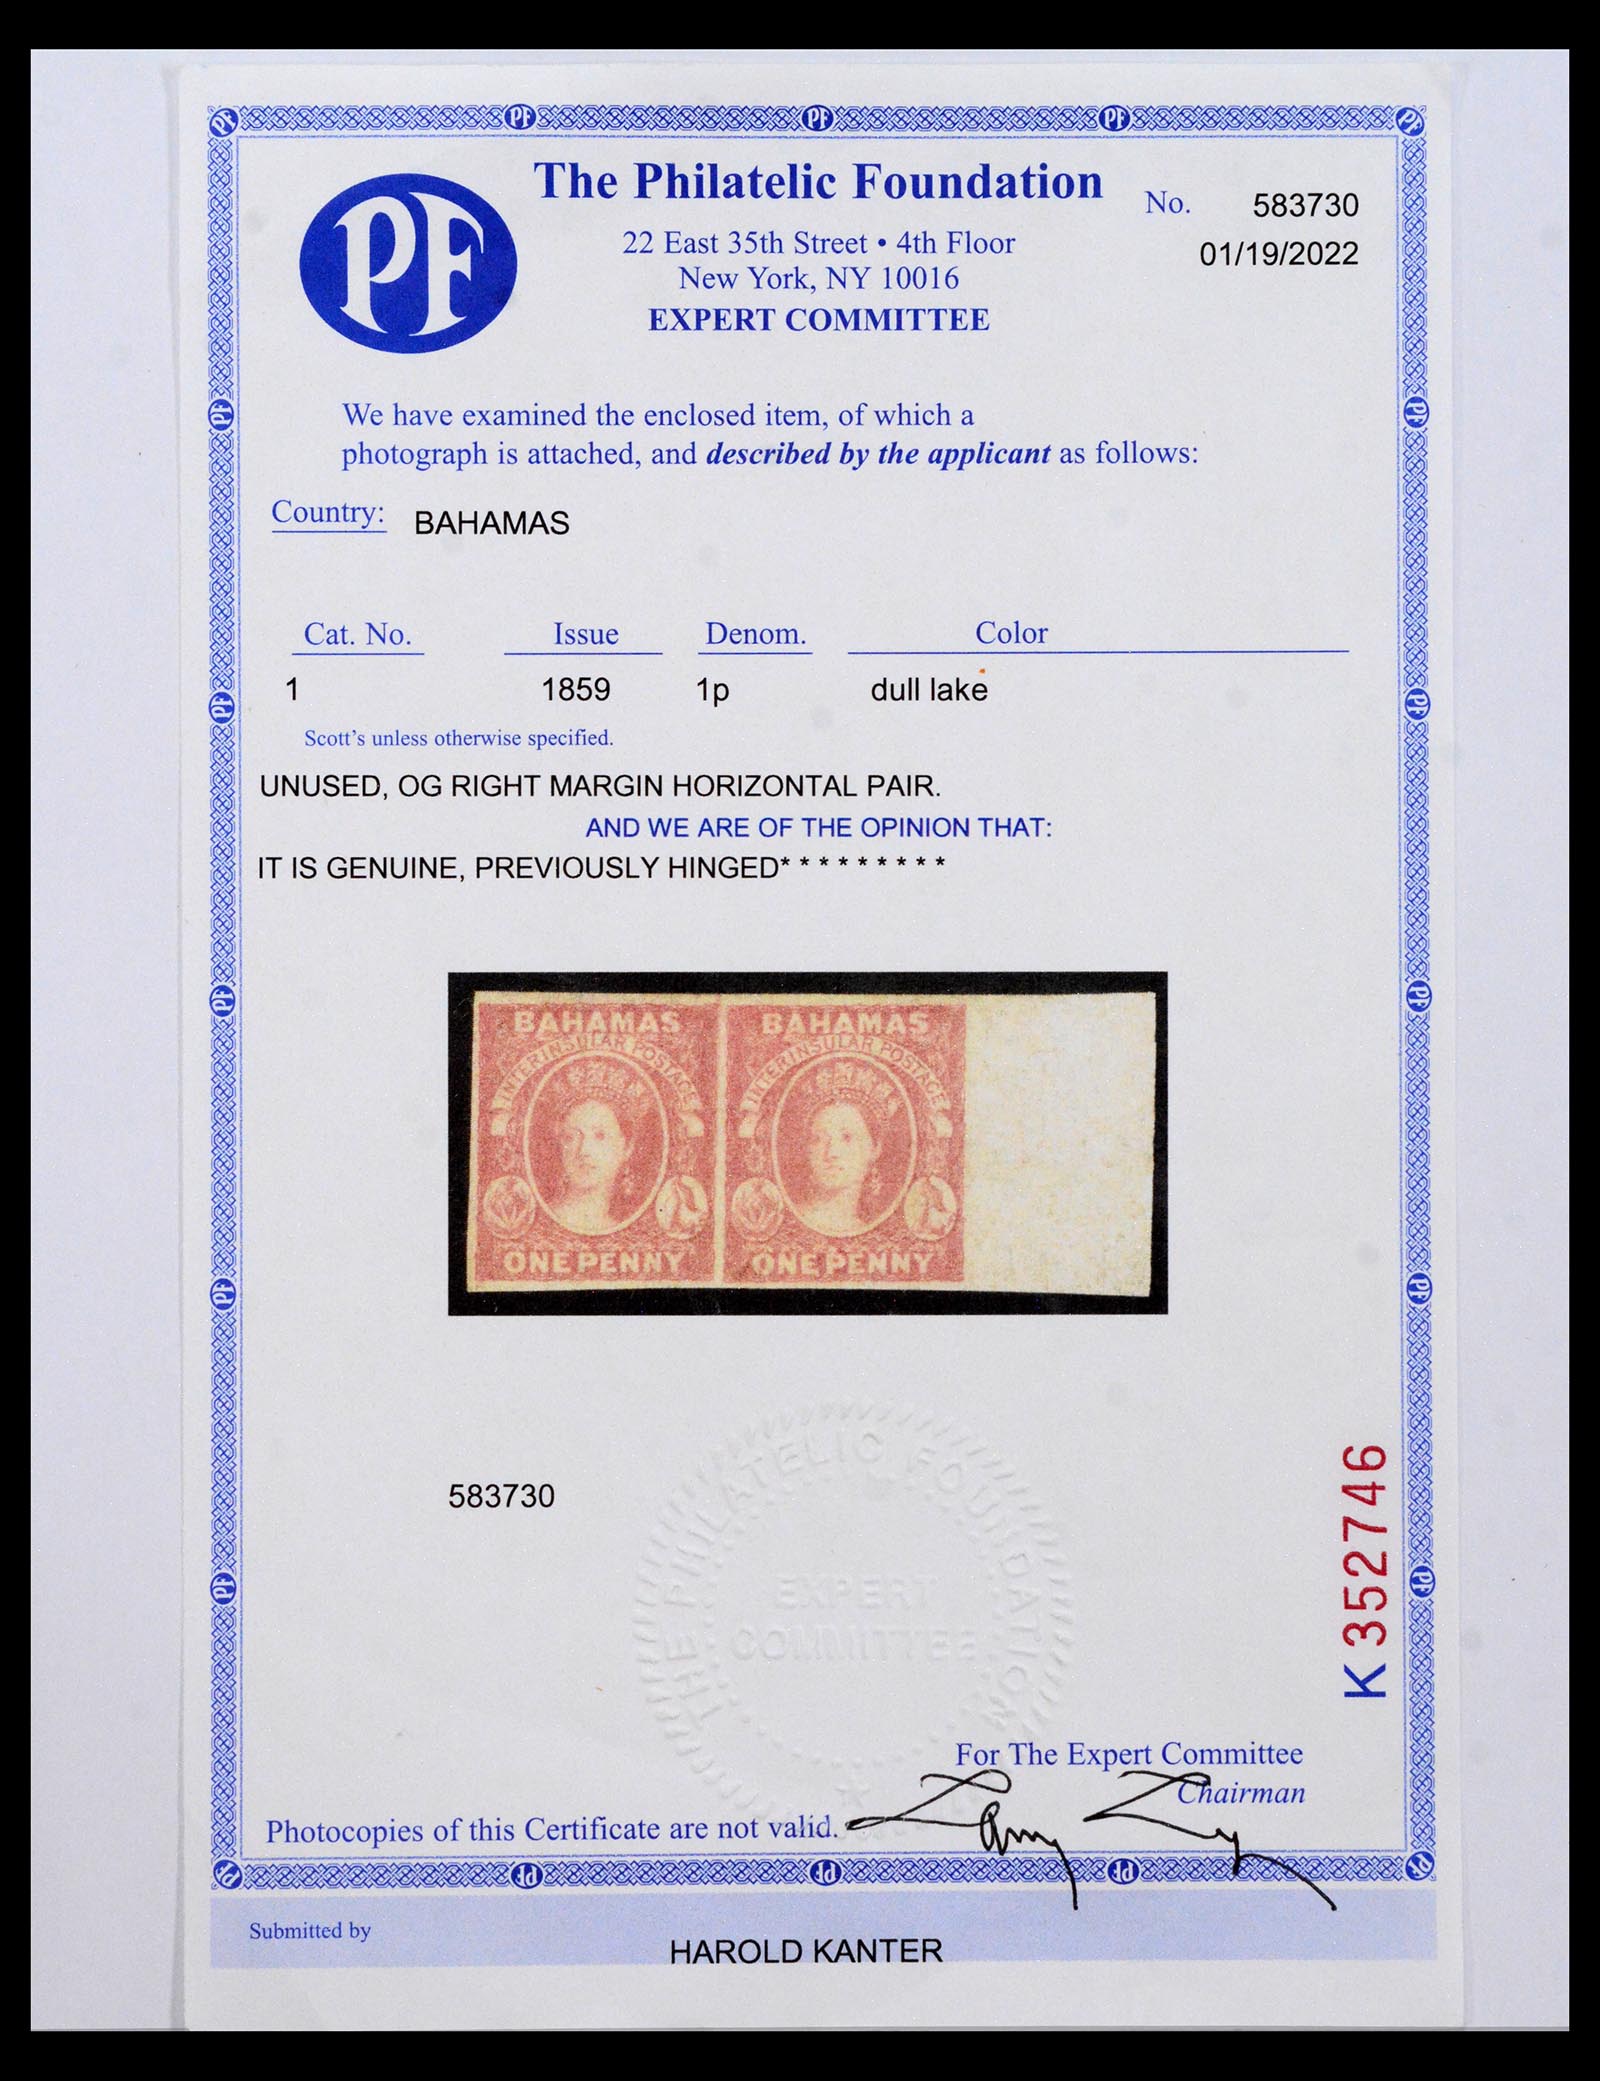 The Philatelic Foundation
PF
22 East 35th Street • 4th Floor
New York, NY 10016
EXPERT COMMITTEE
No. 583730
01/19/2022
We have examined the enclosed item, of which a
photograph is attached, and described by the applicant as follows:
Country: BAHAMAS
Cat. No. Issue Denom. Color
1 1859 1p dull lake
Scott's unless otherwise specified.
UNUSED, OG RIGHT MARGIN HORIZONTAL PAIR.
AND WE ARE OF THE OPINION THAT:
IT IS GENUINE, PREVIOUSLY HINGED* * * * * * * * *
BAHAMAS BAHAMAS
INTERINSULAR POSTAGE INTERINSULAR POSTAGE
ONE PENNY ONE PENNY
583730
THE PHILATELIC FOUNDATION
EXPERT
COMMITTEE
K 352746
For The Expert Committee
Chairman
Photocopies of this Certificate are not valid.
Submitted by
HAROLD KANTER